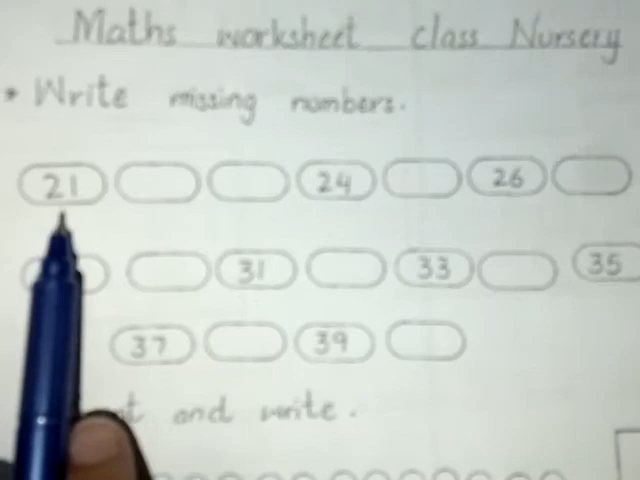 Maths worksheet class Nursery
* Write missing numbers.
21 24 26
31 33 35
37 39
and write.